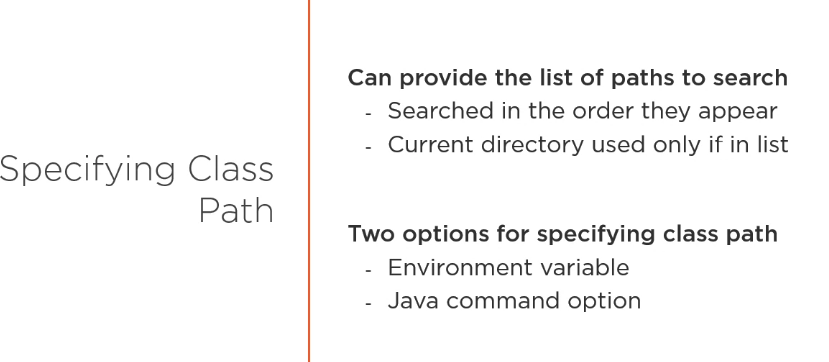 Specifying Class
Path
Can provide the list of paths to search
- Searched in the order they appear
- Current directory used only if in list
Two options for specifying class path
- Environment variable
- Java command option